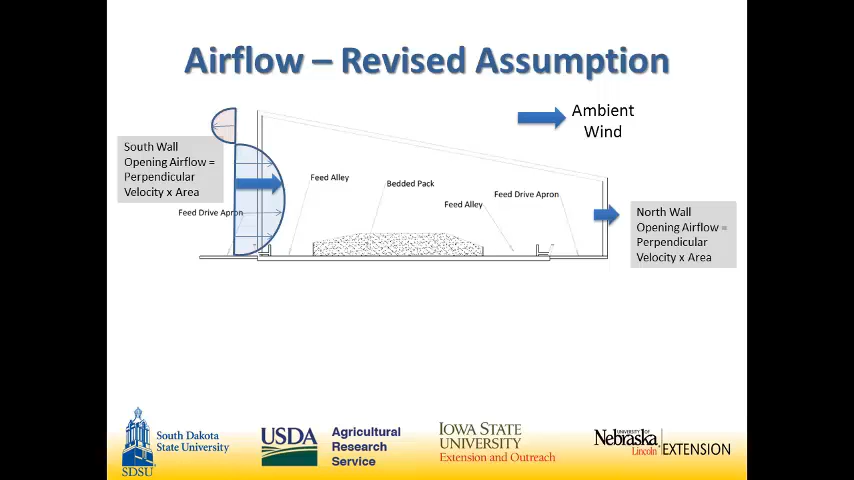 Airflow – Revised Assumption
Ambient
Wind
South Wall
Opening Airflow =
Perpendicular
Velocity x Area
Feed Drive Apron
Feed Alley
Bedded Pack
Feed Alley
Feed Drive Apron
North Wall
Opening Airflow =
Perpendicular
Velocity x Area
SDSU
South Dakota
State University
USDA
Agricultural
Research
Service
IOWA STATE
UNIVERSITY
Extension and Outreach
UNIVERSITY OF
Nebraska
Lincoln
EXTENSION